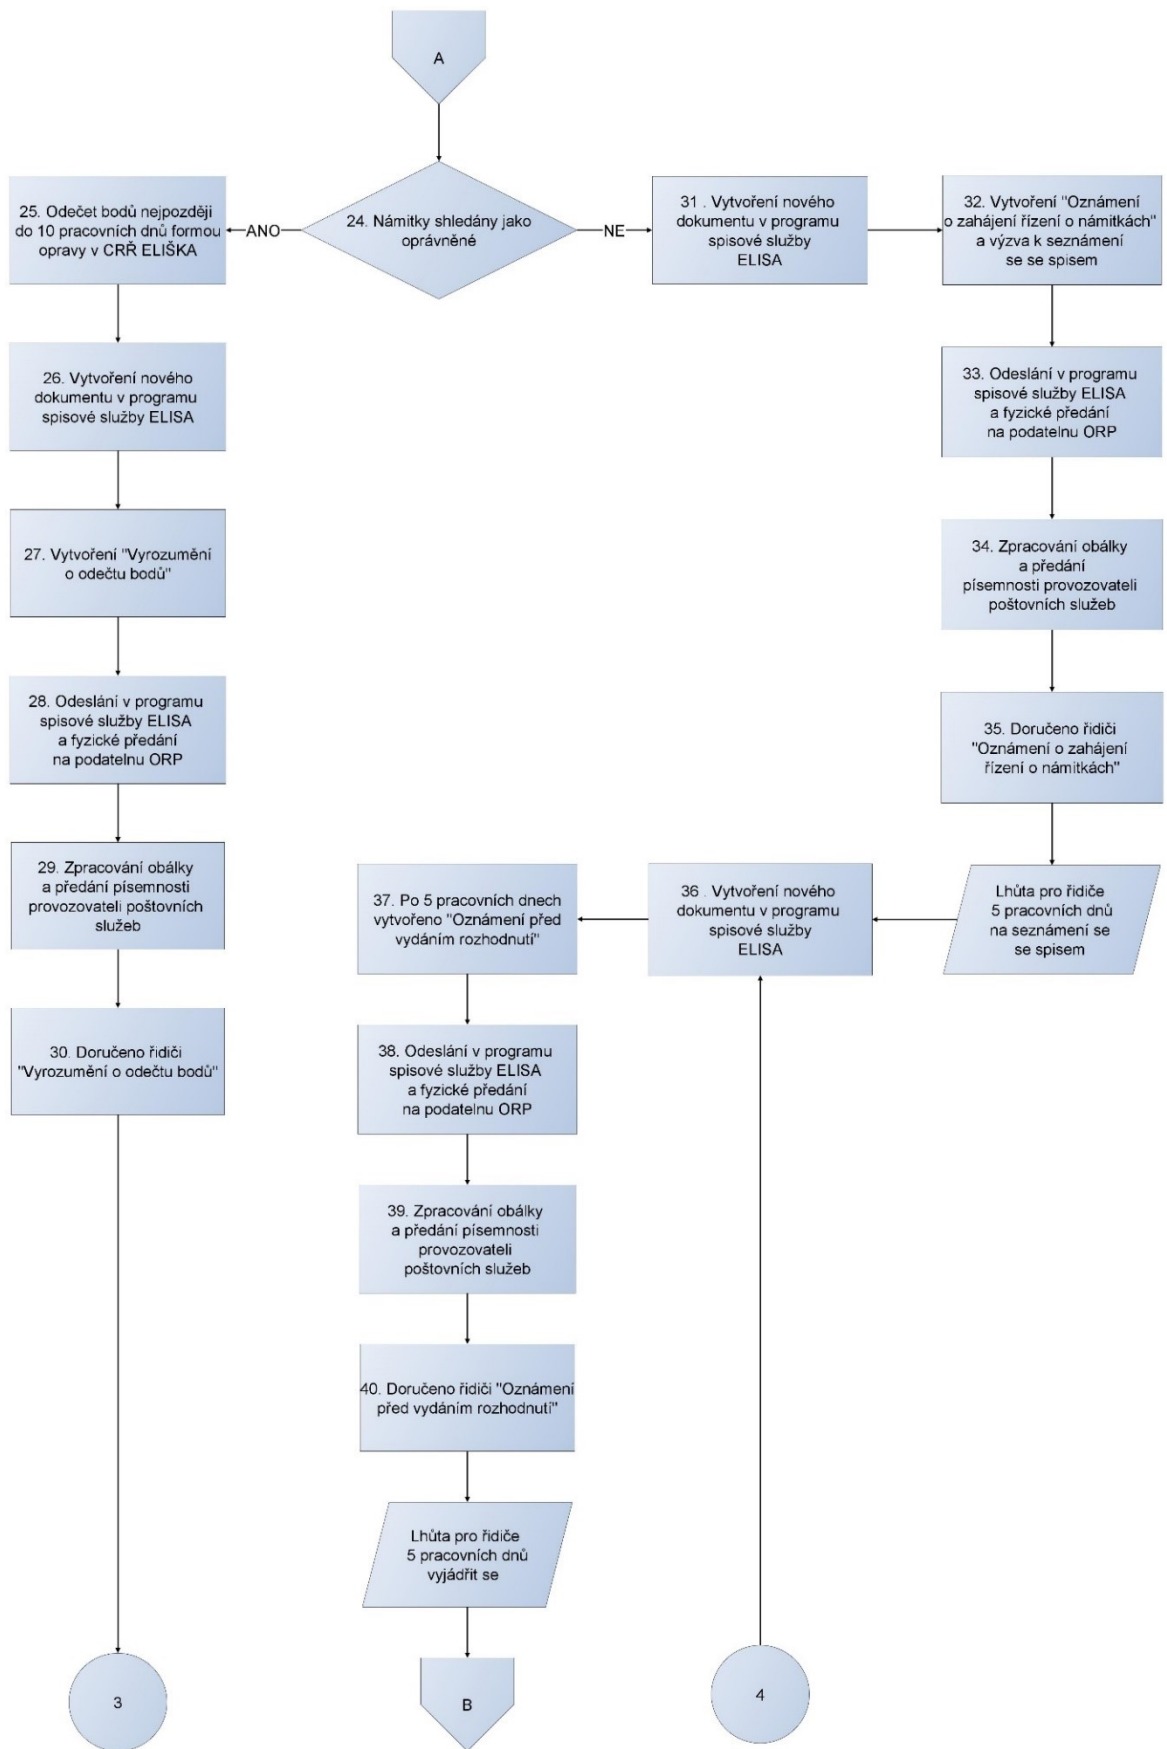 A
24. Námitky shledány jako
oprávněné
ANO
NE
25. Odečet bodů nejpozději
do 10 pracovních dnů formou
opravy v CRŘ ELIŠKA
26. Vytvoření nového
dokumentu v programu
spisové služby ELISA
27. Vytvoření "Vyrozumění
o odečtu bodů"
28. Odeslání v programu
spisové služby ELISA
a fyzické předání
na podatelnu ORP
29. Zpracování obálky
a předání písemnosti
provozovateli poštovních
služeb
30. Doručeno řidiči
"Vyrozumění o odečtu bodů"
3
31 . Vytvoření nového
dokumentu v programu
spisové služby
ELISA
32. Vytvoření "Oznámení
o zahájení řízení o námitkách"
a výzva k seznámení
se se spisem
33. Odeslání v programu
spisové služby ELISA
a fyzické předání
na podatelnu ORP
34. Zpracování obálky
a předání
písemnosti provozovateli
poštovních služeb
35. Doručeno řidiči
"Oznámení o zahájení
řízení o námitkách"
Lhůta pro řidiče
5 pracovních dnů
na seznámení se
se spisem
36 . Vytvoření nového
dokumentu v programu
spisové služby
ELISA
37. Po 5 pracovních dnech
vytvořeno "Oznámení před
vydáním rozhodnutí"
38. Odeslání v programu
spisové služby ELISA
a fyzické předání
na podatelnu ORP
39. Zpracování obálky
a předání písemnosti
provozovateli
poštovních služeb
40. Doručeno řidiči "Oznámení
před vydáním rozhodnutí"
Lhůta pro řidiče
5 pracovních dnů
vyjádřit se
B
4